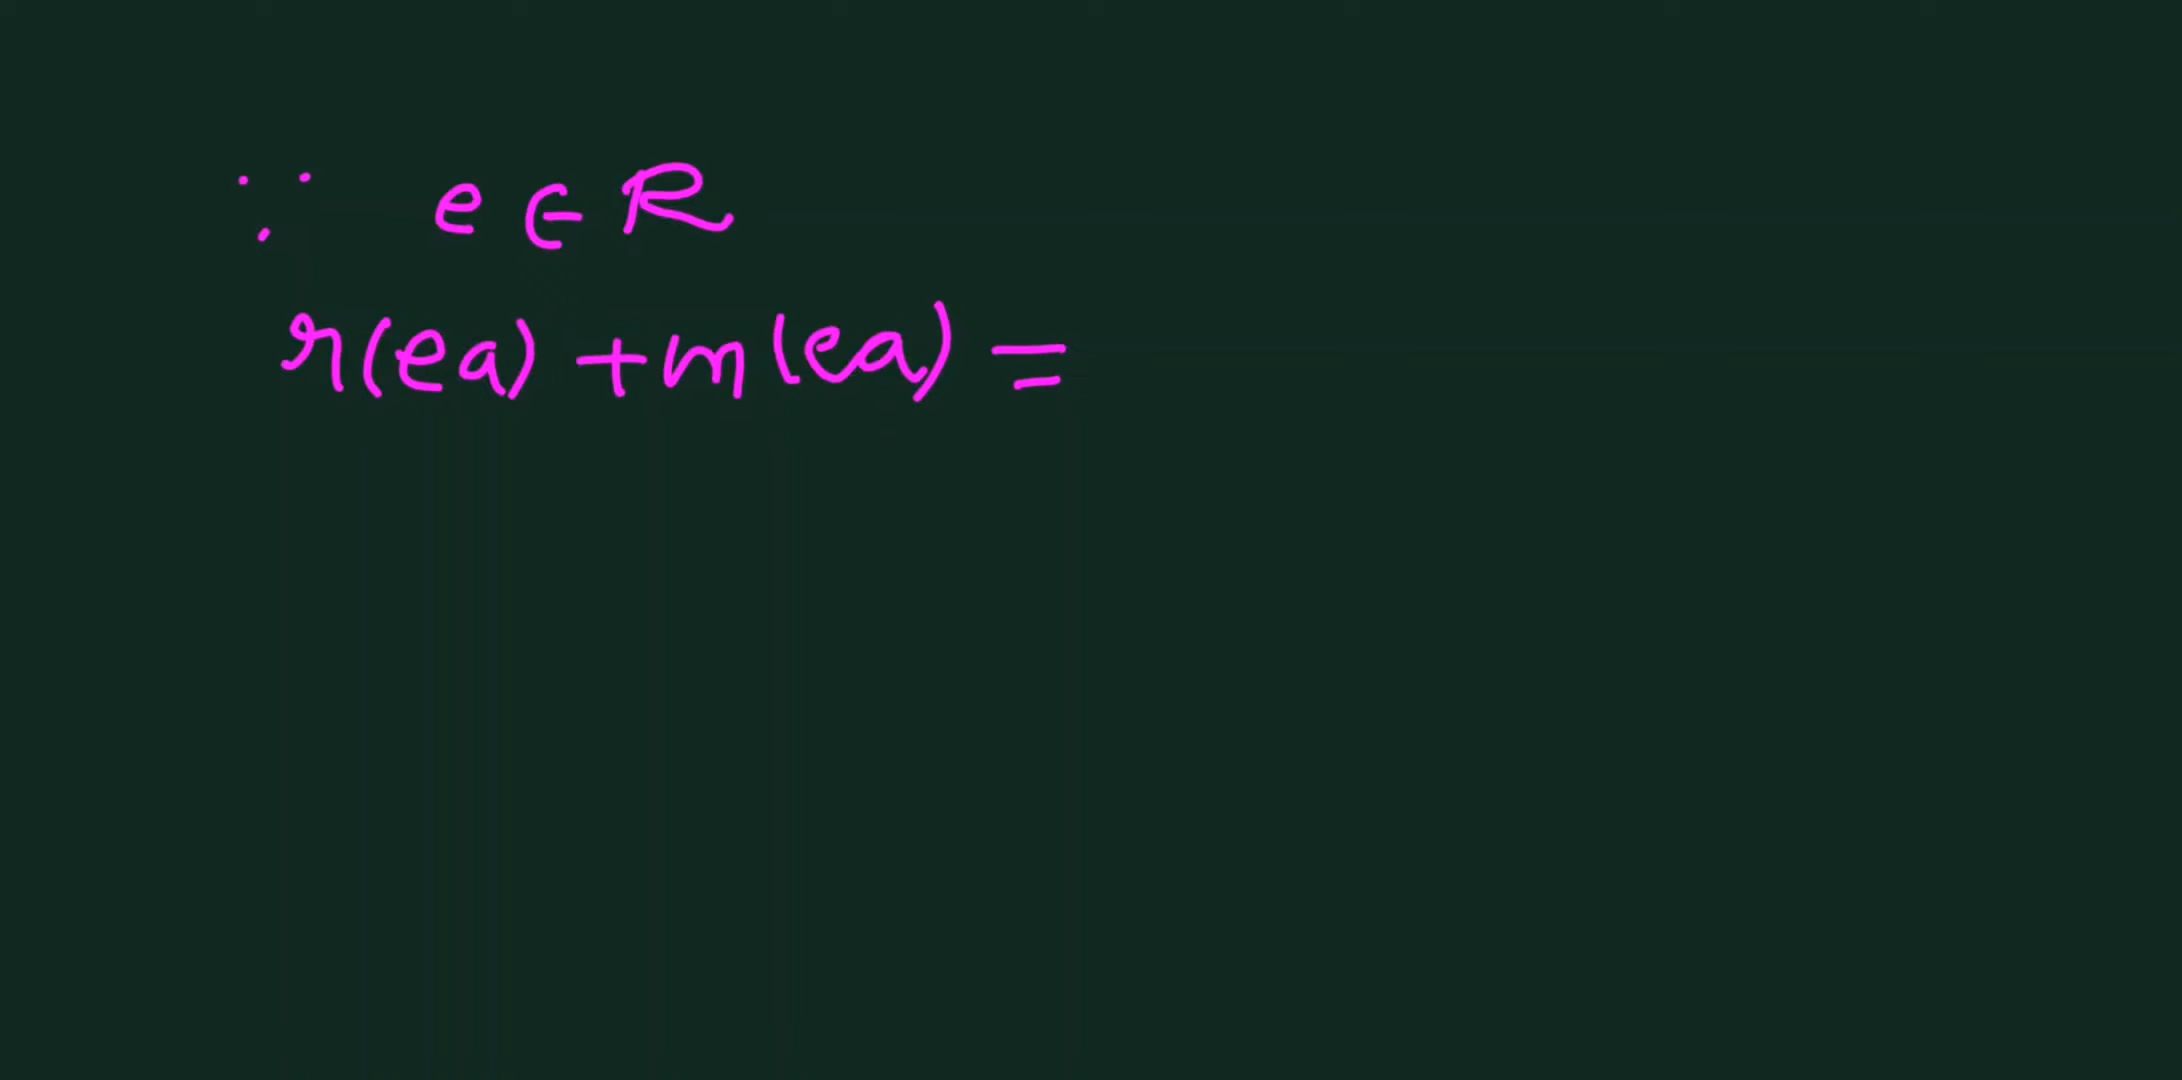 ∵ e ∈ R
r(ea) + m(ea) =